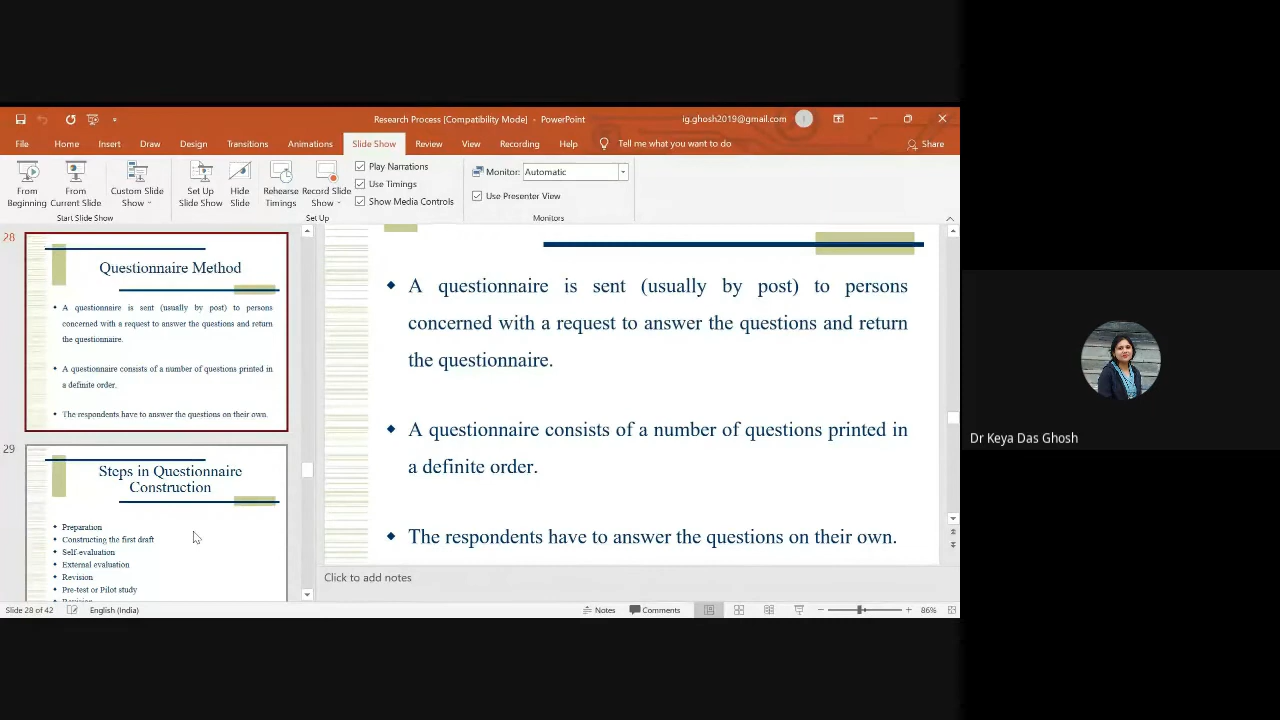 Research Process [Compatibility Mode] - PowerPoint
ig.ghosh2019@gmail.com
File Home Insert Draw Design Transitions Animations Slide Show Review View Recording Help Tell me what you want to do Share
From Beginning
From Current Slide
Custom Slide Show
Start Slide Show
Set Up Slide Show
Hide Slide
Rehearse Timings
Record Slide Show
Play Narrations
Use Timings
Show Media Controls
Set Up
Monitor: Automatic
Use Presenter View
Monitors
28
Questionnaire Method
A questionnaire is sent (usually by post) to persons
concerned with a request to answer the questions and return
the questionnaire.
A questionnaire consists of a number of questions printed in
a definite order.
The respondents have to answer the questions on their own.
29
Steps in Questionnaire
Construction
Preparation
Constructing the first draft
Self-evaluation
External evaluation
Revision
Pre-test or Pilot study
A questionnaire is sent (usually by post) to persons
concerned with a request to answer the questions and return
the questionnaire.
A questionnaire consists of a number of questions printed in
a definite order.
The respondents have to answer the questions on their own.
Click to add notes
Slide 28 of 42 English (India) Notes Comments 86%
Dr Keya Das Ghosh